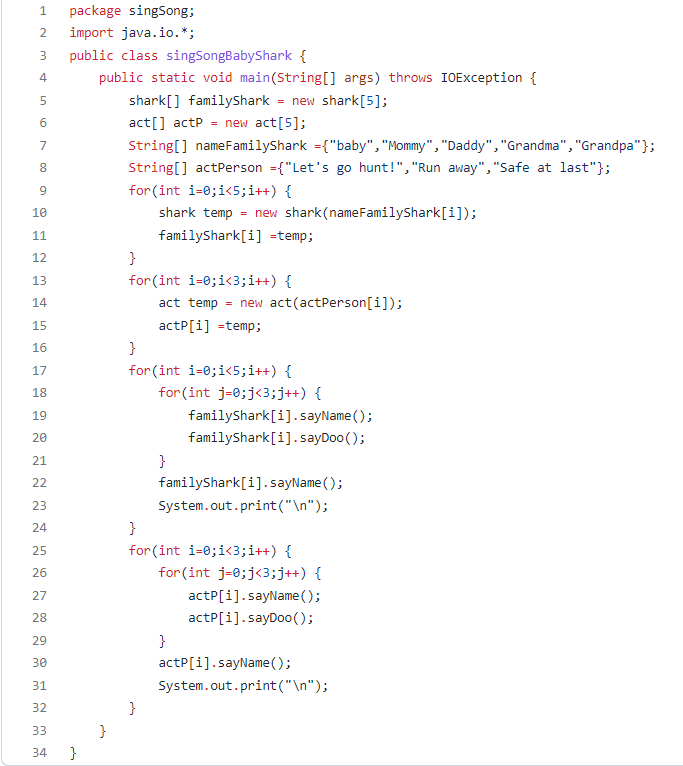 1 package singSong;
2 import java.io.*;
3 public class singSongBabyShark {
4     public static void main(String[] args) throws IOException {
5         shark[] familyShark = new shark[5];
6         act[] actP = new act[5];
7         String[] nameFamilyShark ={"baby","Mommy","Daddy","Grandma","Grandpa"};
8         String[] actPerson ={"Let's go hunt!","Run away","Safe at last"};
9         for(int i=0;i<5;i++) {
10             shark temp = new shark(nameFamilyShark[i]);
11             familyShark[i] =temp;
12         }
13         for(int i=0;i<3;i++) {
14             act temp = new act(actPerson[i]);
15             actP[i] =temp;
16         }
17         for(int i=0;i<5;i++) {
18             for(int j=0;j<3;j++) {
19                 familyShark[i].sayName();
20                 familyShark[i].sayDoo();
21             }
22             familyShark[i].sayName();
23             System.out.print("\n");
24         }
25         for(int i=0;i<3;i++) {
26             for(int j=0;j<3;j++) {
27                 actP[i].sayName();
28                 actP[i].sayDoo();
29             }
30             actP[i].sayName();
31             System.out.print("\n");
32         }
33     }
34 }